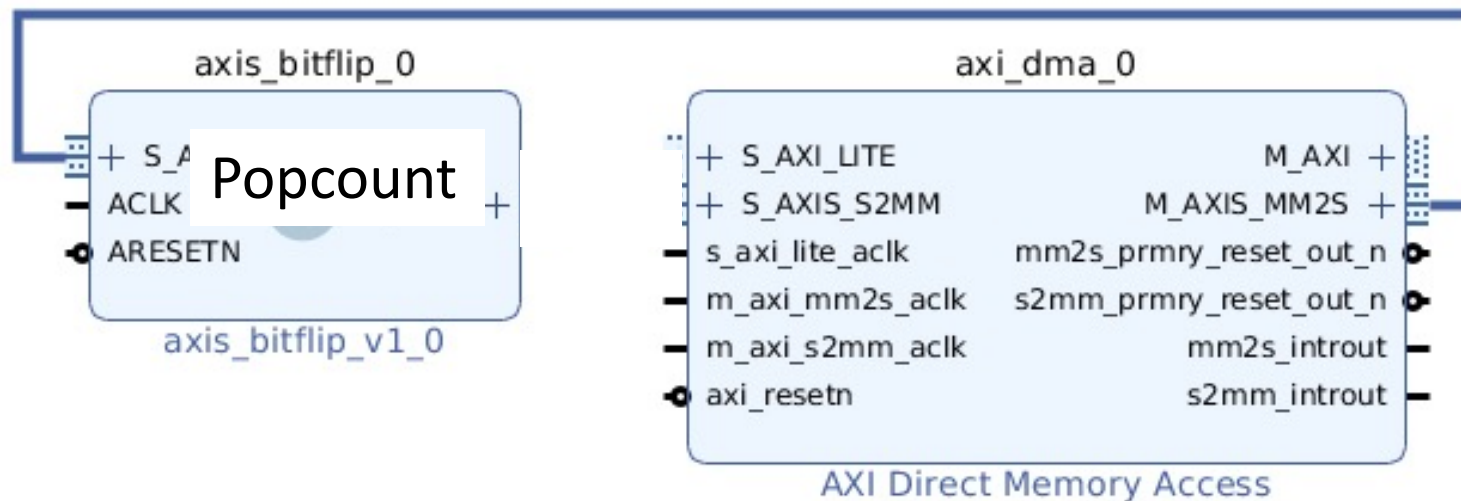 axis_bitflip_0
S_A
Popcount
ACLK
ARESETN
axis_bitflip_v1_0
axi_dma_0
S_AXI_LITE
S_AXIS_S2MM
s_axi_lite_aclk
m_axi_mm2s_aclk
m_axi_s2mm_aclk
axi_resetn
M_AXI
M_AXIS_MM2S
mm2s_prmry_reset_out_n
s2mm_prmry_reset_out_n
mm2s_introut
s2mm_introut
AXI Direct Memory Access